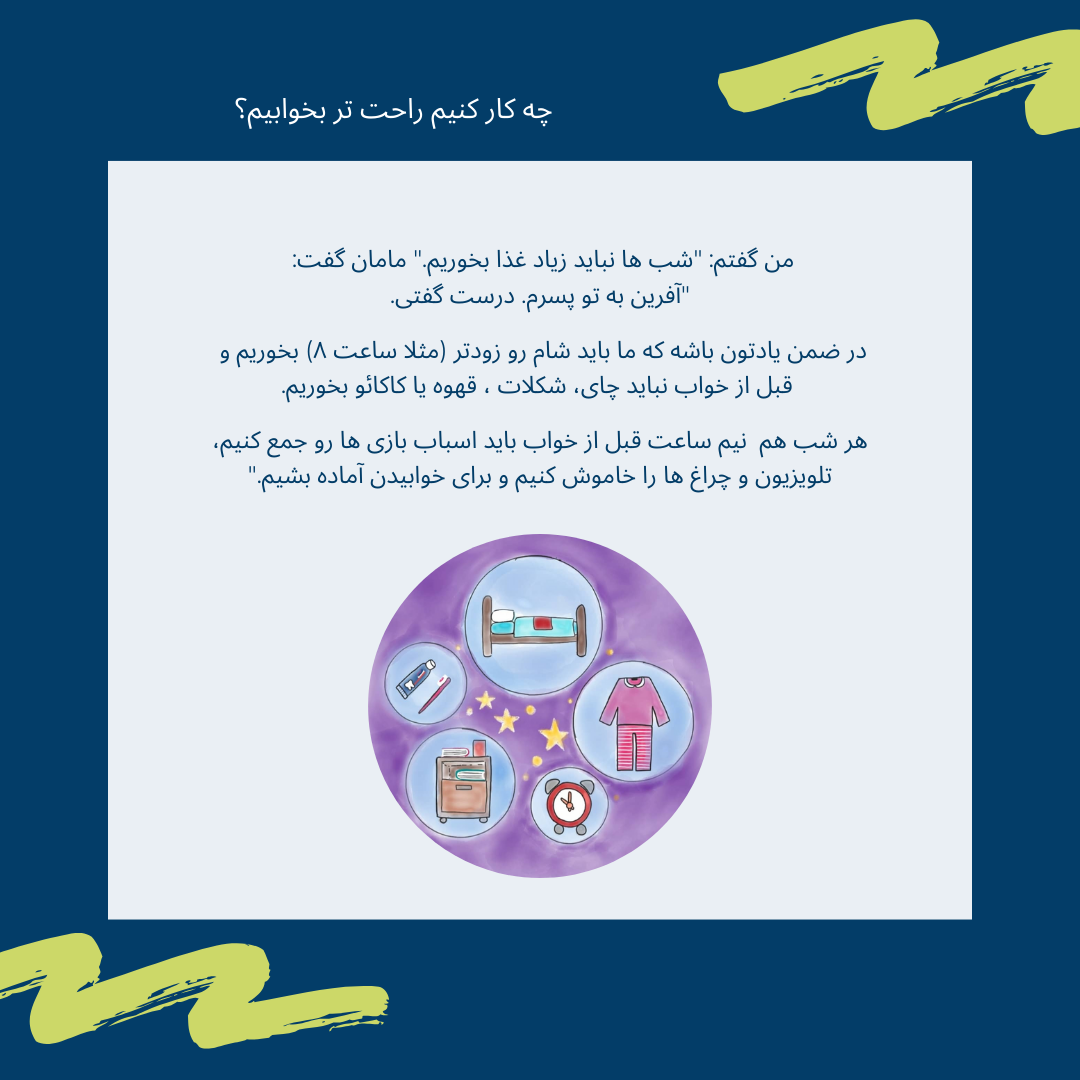 چه کار کنیم راحت تر بخوابیم؟
من گفتم: "شب ها نباید زیاد غذا بخوریم." مامان گفت:
"آفرین به تو پسرم. درست گفتی.
در ضمن یادتون باشه که ما باید شام رو زودتر (مثلا ساعت ۸) بخوریم و
قبل از خواب نباید چای، شکلات ، قهوه یا کاکائو بخوریم.
هر شب هم  نیم ساعت قبل از خواب باید اسباب بازی ها رو جمع کنیم،
تلویزیون و چراغ ها را خاموش کنیم و برای خوابیدن آماده بشیم."